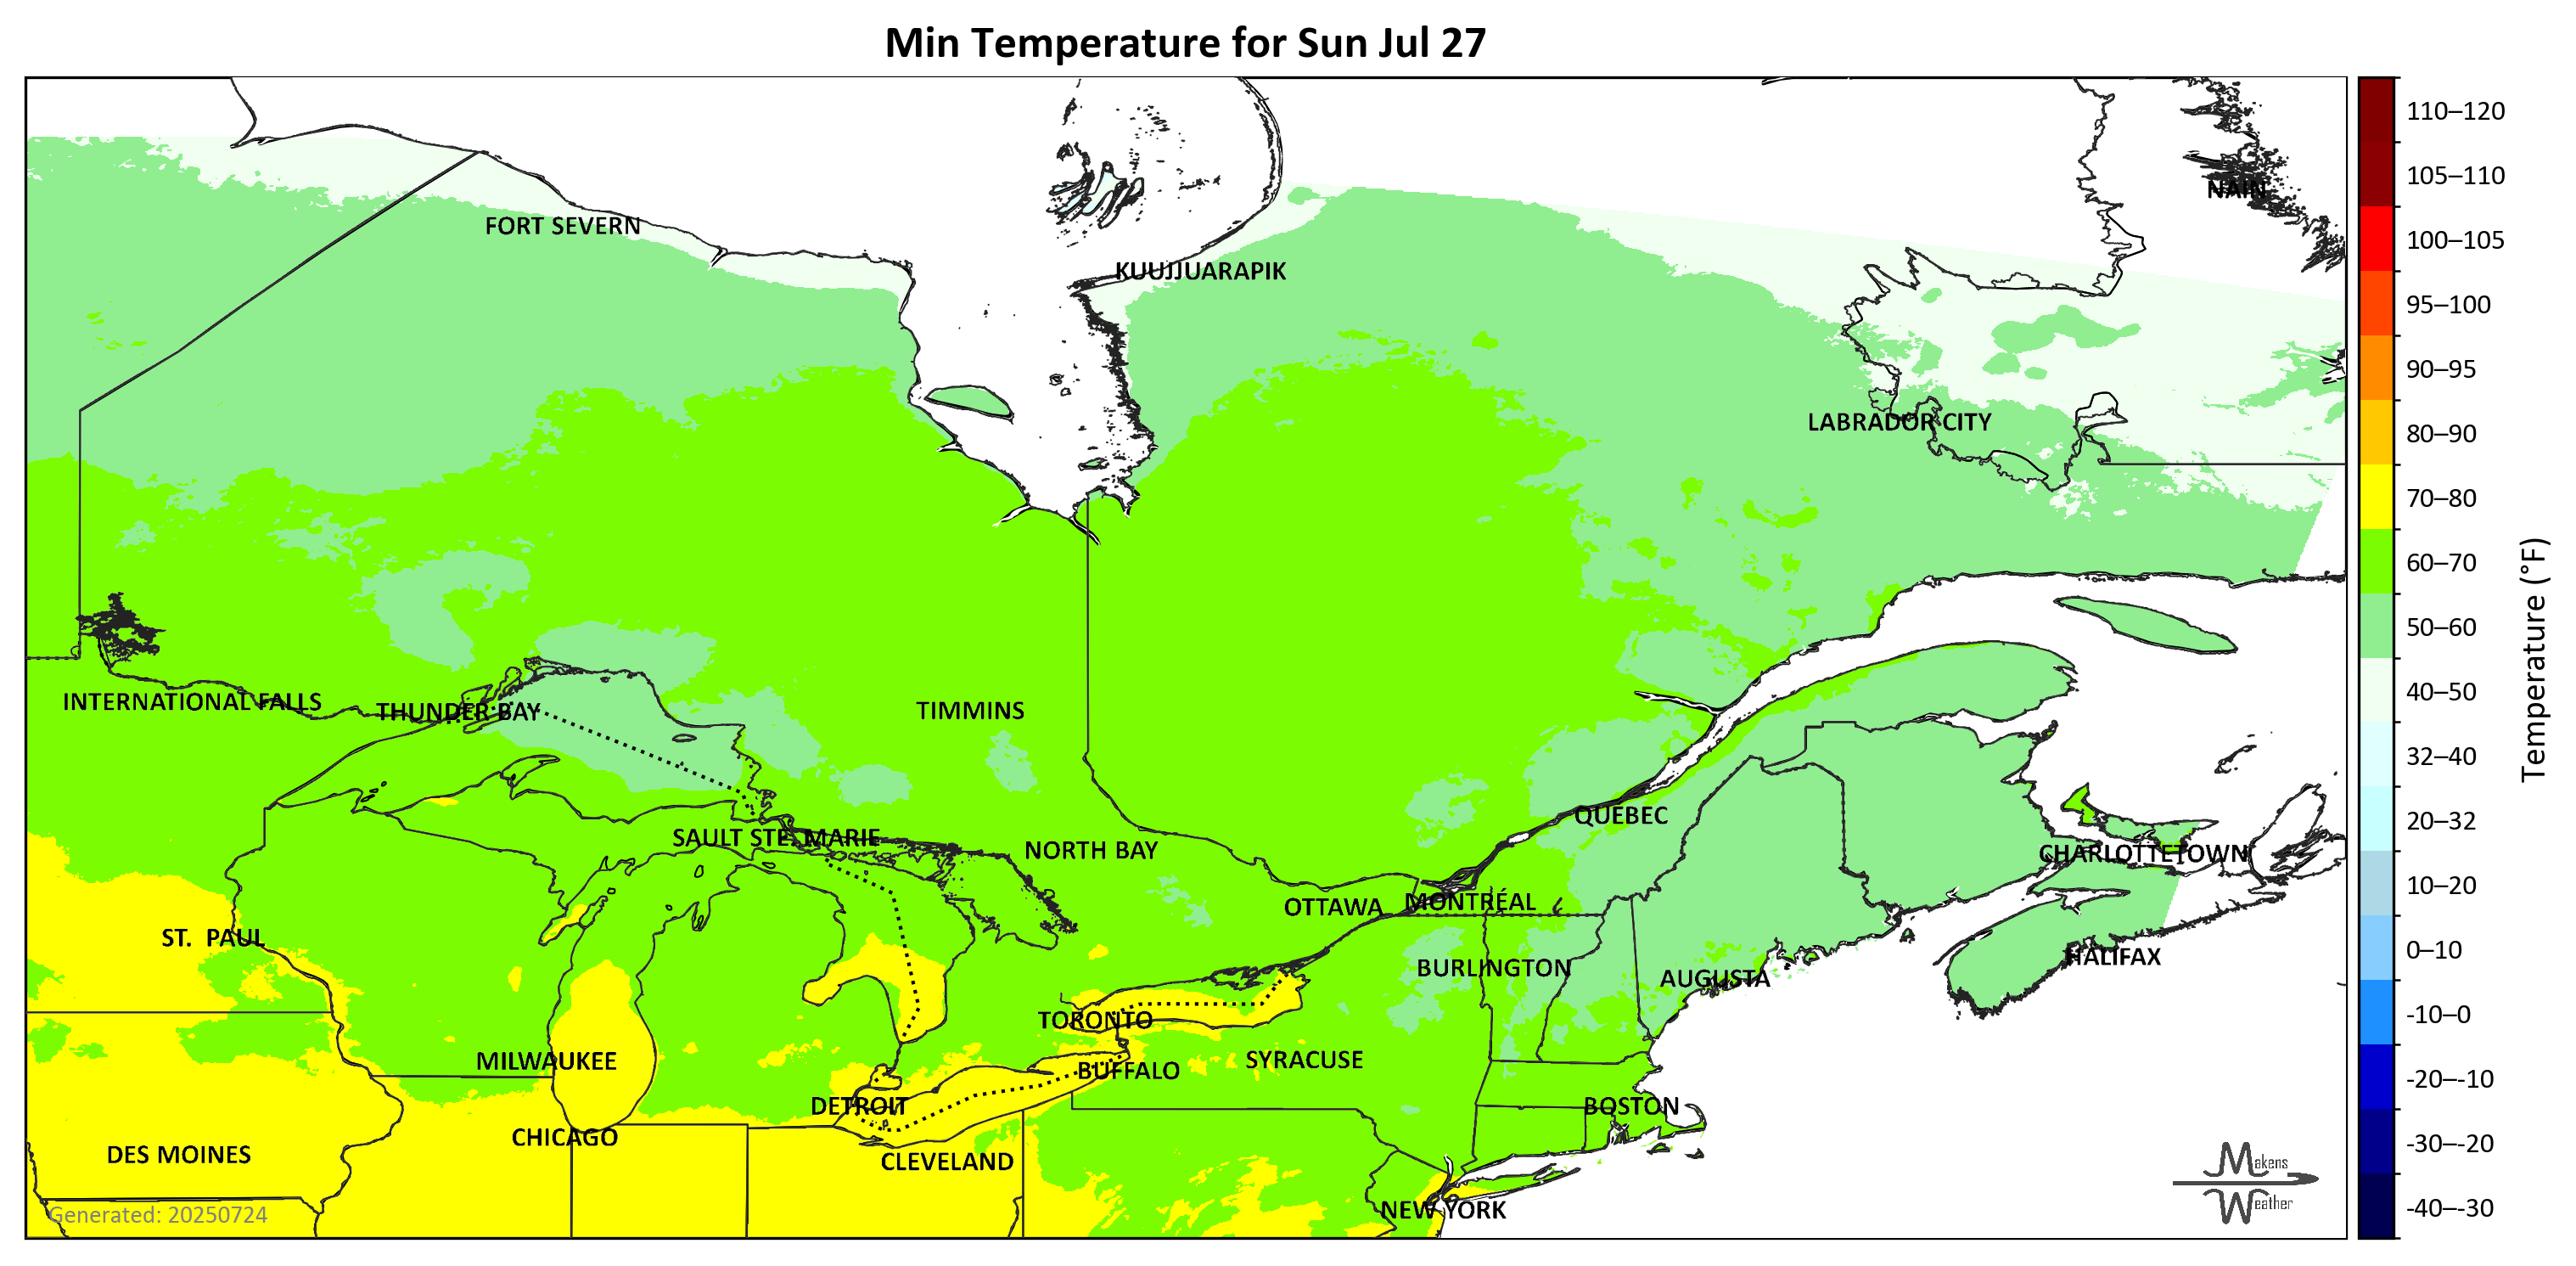 Min Temperature for Sun Jul 27
110–120
105–110
100–105
95–100
90–95
80–90
70–80
60–70
50–60
40–50
32–40
20–32
10–20
0–10
-10–0
-20–-10
-30–-20
-40–-30
Temperature (°F)
NAIN
FORT SEVERN
KUUJJUARAPIK
LABRADOR CITY
INTERNATIONAL FALLS
THUNDER BAY
TIMMINS
QUEBEC
SAULT STE. MARIE
NORTH BAY
CHARLOTTETOWN
OTTAWA
MONTRÉAL
ST. PAUL
HALIFAX
BURLINGTON
AUGUSTA
TORONTO
MILWAUKEE
SYRACUSE
BUFFALO
DETROIT
BOSTON
CHICAGO
DES MOINES
CLEVELAND
NEW YORK
Generated: 20250724
Makens
Weather